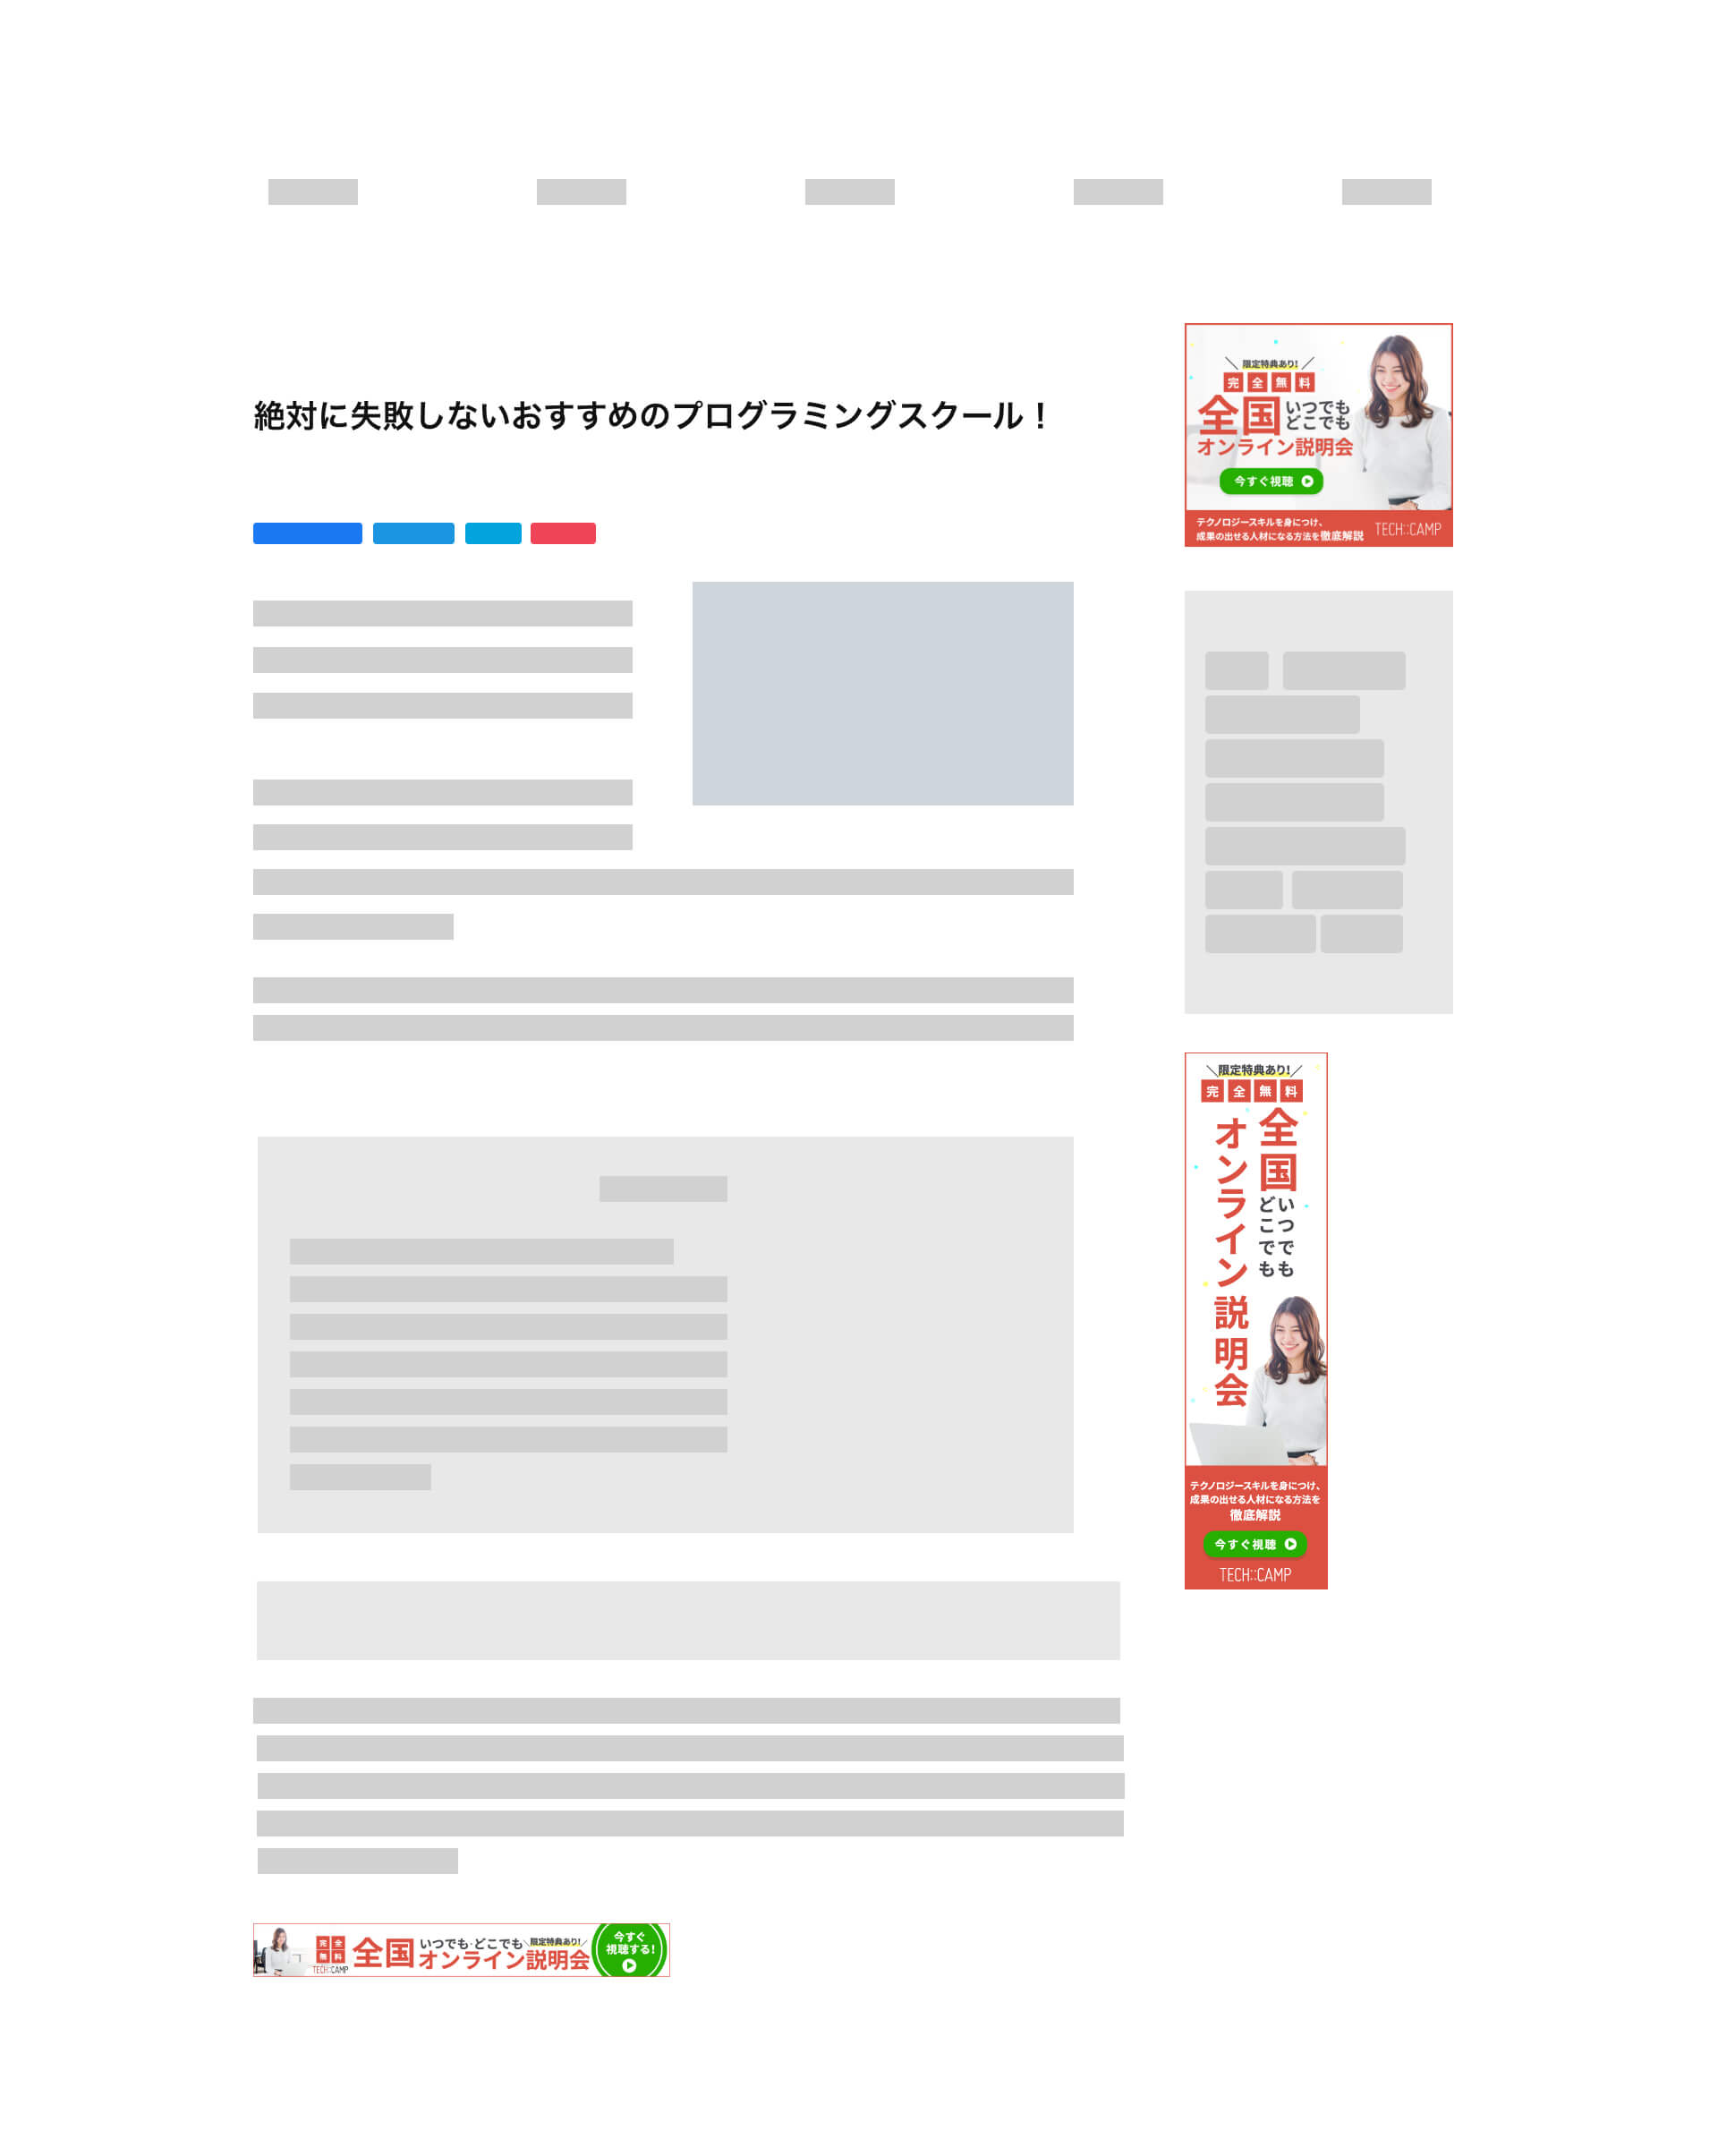 絶対に失敗しないおすすめのプログラミングスクール！
限定特典あり!
完全無料
全国 いつでも
どこでも
オンライン説明会
今すぐ視聴
テクノロジースキルを身につけ、
成果の出せる人材になる方法を徹底解説
TECH::CAMP
限定特典あり!
完全無料
全国
いつでも
どこでも
オンライン説明会
テクノロジースキルを身につけ、
成果の出せる人材になる方法を
徹底解説
今すぐ視聴
TECH::CAMP
完全
無料
TECH::CAMP
全国
いつでも・どこでも
限定特典あり!
オンライン説明会
今すぐ
視聴する!